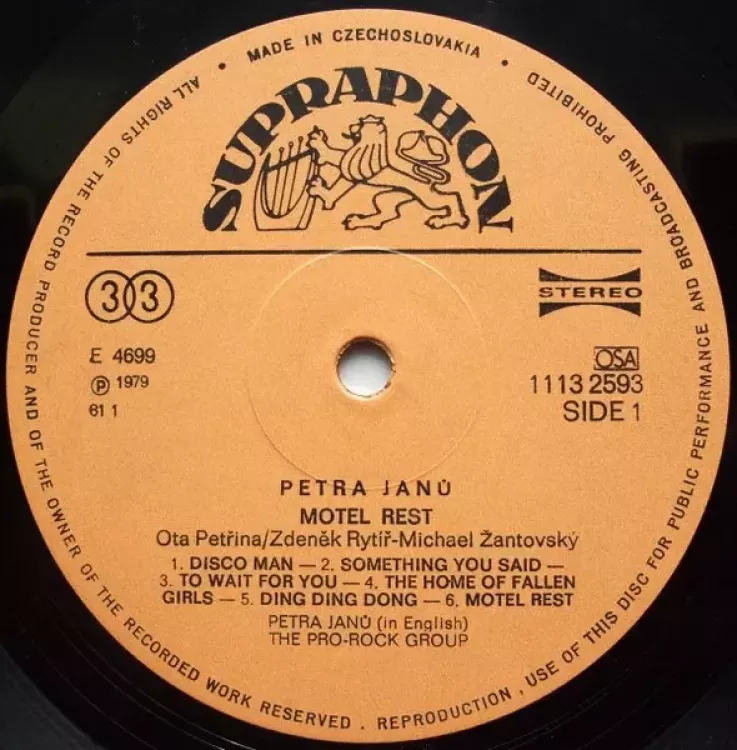 MADE IN CZECHOSLOVAKIA
ALL RIGHTS OF THE RECORD PRODUCER AND OF THE OWNER OF THE RECORDED WORK RESERVED . REPRODUCTION, USE OF THIS DISC FOR PUBLIC PERFORMANCE AND BROADCASTING PROHIBITED
SUPRAPHON
33
STEREO
E 4699
OSA
Ⓟ 1979
1113 2593
61 1
SIDE 1
PETRA JANŮ
MOTEL REST
Ota Petřina/Zdeněk Rytíř-Michael Žantovský
1. DISCO MAN — 2. SOMETHING YOU SAID —
3. TO WAIT FOR YOU — 4. THE HOME OF FALLEN
GIRLS — 5. DING DING DONG — 6. MOTEL REST
PETRA JANŮ (in English)
THE PRO-ROCK GROUP